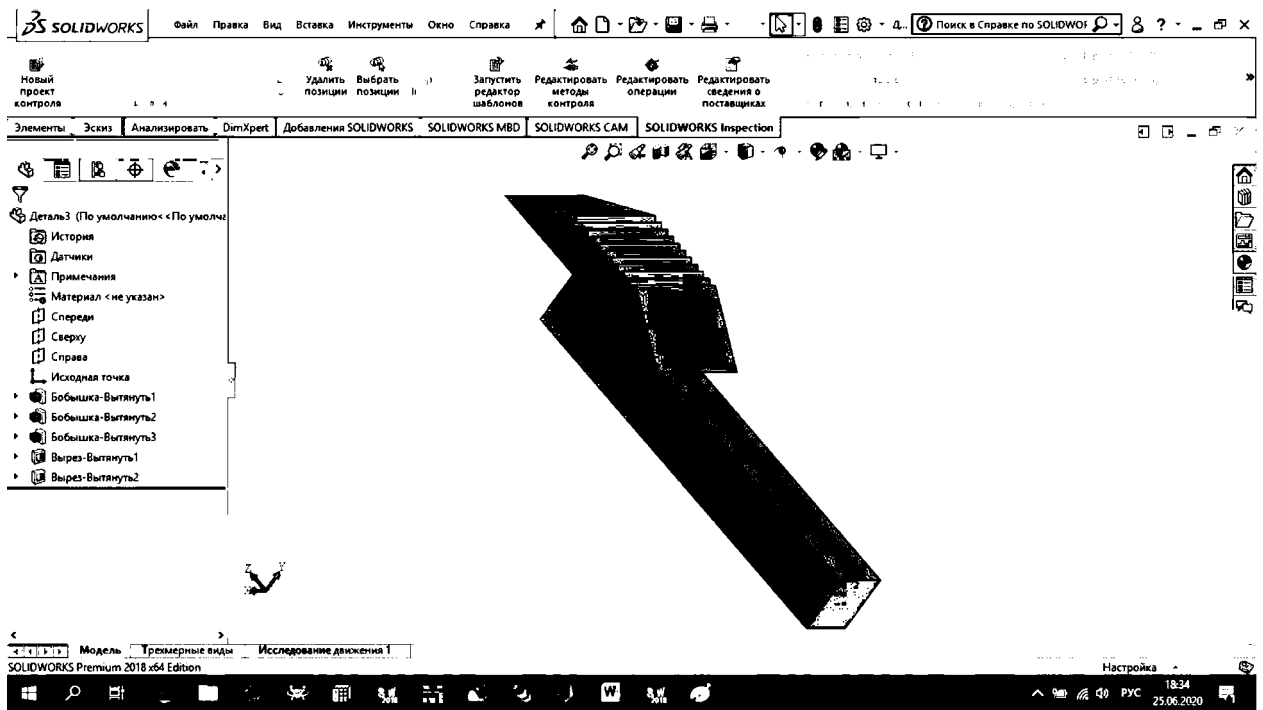 SOLIDWORKS Файл Правка Вид Вставка Инструменты Окно Справка Д... Поиск в Справке по SOLIDWOF ?
Новый проект контроля
Удалить позиции
Выбрать позиции
Запустить редактор шаблонов
Редактировать методы контроля
Редактировать операции
Редактировать сведения о поставщиках
Элементы Эскиз Анализировать DimXpert Добавления SOLIDWORKS SOLIDWORKS MBD SOLIDWORKS CAM SOLIDWORKS Inspection
Деталь3 (По умолчанию<<По умолча
История
Датчики
Примечания
Материал <не указан>
Спереди
Сверху
Справа
Исходная точка
Бобышка-Вытянуть1
Бобышка-Вытянуть2
Бобышка-Вытянуть3
Вырез-Вытянуть1
Вырез-Вытянуть2
Z Y
Модель Трехмерные виды Исследование движения 1
SOLIDWORKS Premium 2018 x64 Edition Настройка
РУС 18:34
25.06.2020